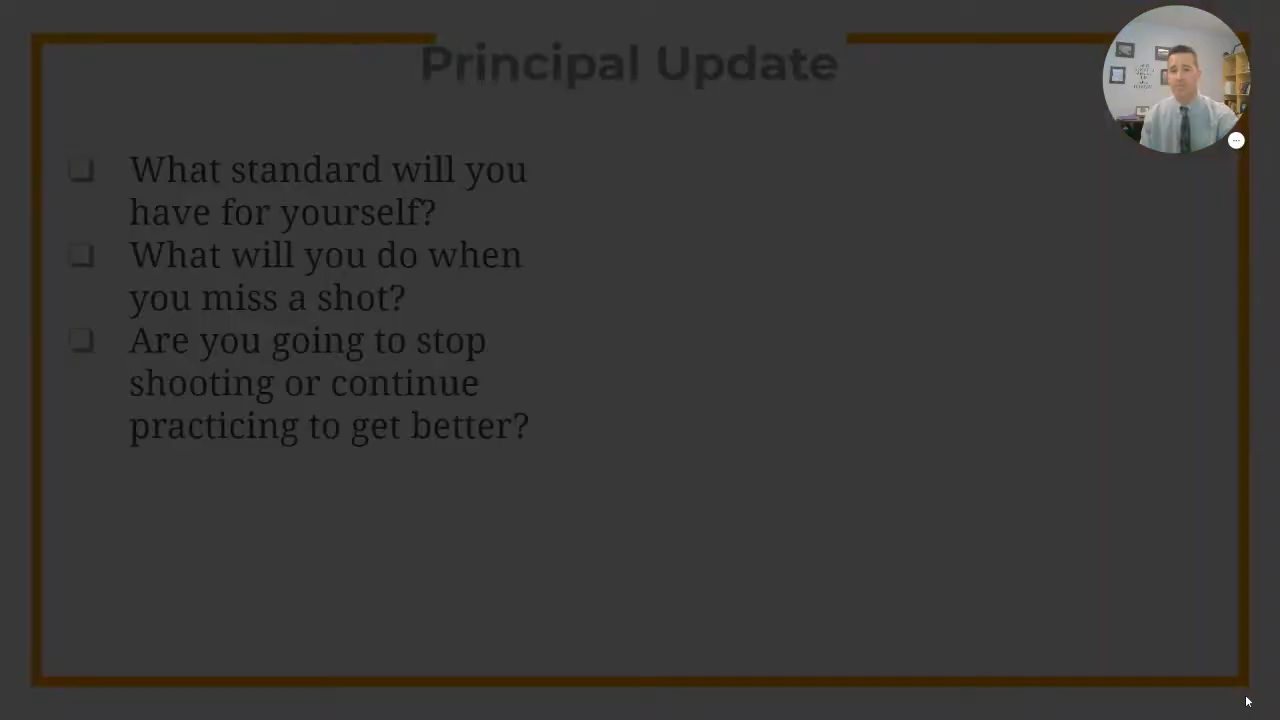 Principal Update
What standard will you
have for yourself?
What will you do when
you miss a shot?
Are you going to stop
shooting or continue
practicing to get better?